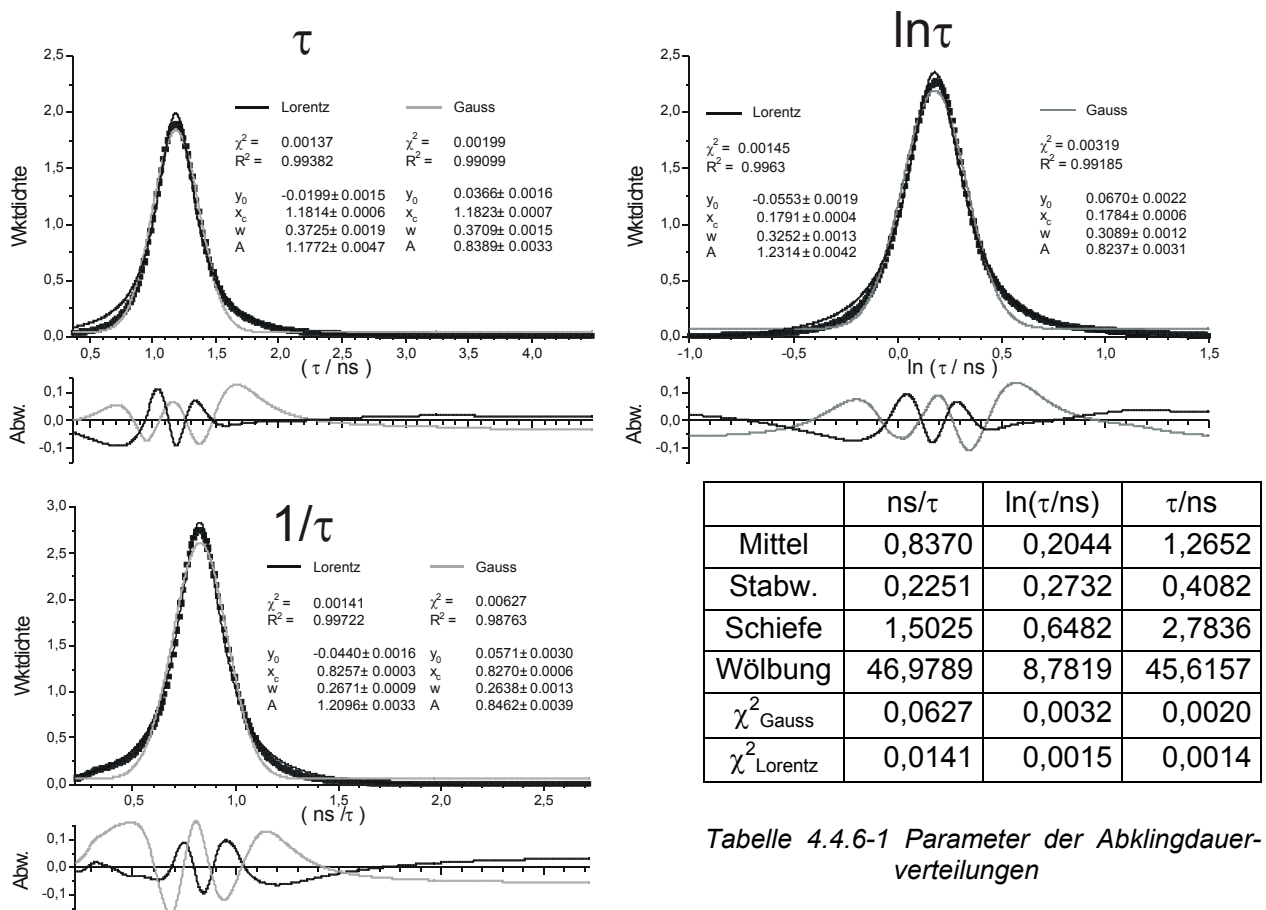 τ
2,5
2,0
1,5
1,0
0,5
0,0
Wktdichte
Lorentz Gauss
χ² = 0.00137 χ² = 0.00199
R² = 0.99382 R² = 0.99099
y₀ -0.0199± 0.0015 y₀ 0.0366± 0.0016
x꜀ 1.1814± 0.0006 x꜀ 1.1823± 0.0007
w 0.3725± 0.0019 w 0.3709± 0.0015
A 1.1772± 0.0047 A 0.8389± 0.0033
0,5 1,0 1,5 2,0 2,5 3,0 3,5 4,0
( τ / ns )
0,1
0,0
-0,1
Abw.
lnτ
2,5
2,0
1,5
1,0
0,5
0,0
Wktdichte
Lorentz Gauss
χ² = 0.00145 χ² = 0.00319
R² = 0.9963 R² = 0.99185
y₀ -0.0553± 0.0019 y₀ 0.0670± 0.0022
x꜀ 0.1791± 0.0004 x꜀ 0.1784± 0.0006
w 0.3252± 0.0013 w 0.3089± 0.0012
A 1.2314± 0.0042 A 0.8237± 0.0031
-1,0 -0,5 0,0 0,5 1,0 1,5
ln ( τ / ns )
0,1
0,0
-0,1
Abw.
1/τ
3,0
2,5
2,0
1,5
1,0
0,5
0,0
Wktdichte
Lorentz Gauss
χ² = 0.00141 χ² = 0.00627
R² = 0.99722 R² = 0.98763
y₀ -0.0440± 0.0016 y₀ 0.0571± 0.0030
x꜀ 0.8257± 0.0003 x꜀ 0.8270± 0.0006
w 0.2671± 0.0009 w 0.2638± 0.0013
A 1.2096± 0.0033 A 0.8462± 0.0039
0,5 1,0 1,5 2,0 2,5
( ns /τ )
0,1
0,0
-0,1
Abw.
ns/τ ln(τ/ns) τ/ns
Mittel 0,8370 0,2044 1,2652
Stabw. 0,2251 0,2732 0,4082
Schiefe 1,5025 0,6482 2,7836
Wölbung 46,9789 8,7819 45,6157
χ²Gauss 0,0627 0,0032 0,0020
χ²Lorentz 0,0141 0,0015 0,0014
Tabelle 4.4.6-1 Parameter der Abklingdauer-
verteilungen